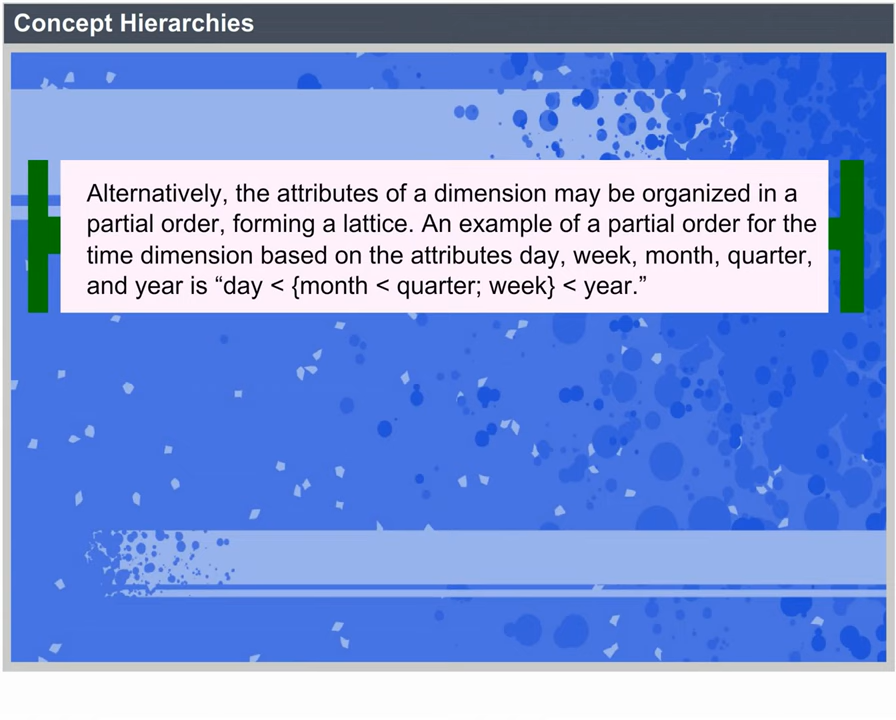 Concept Hierarchies
Alternatively, the attributes of a dimension may be organized in a
partial order, forming a lattice. An example of a partial order for the
time dimension based on the attributes day, week, month, quarter,
and year is “day < {month < quarter; week} < year.”